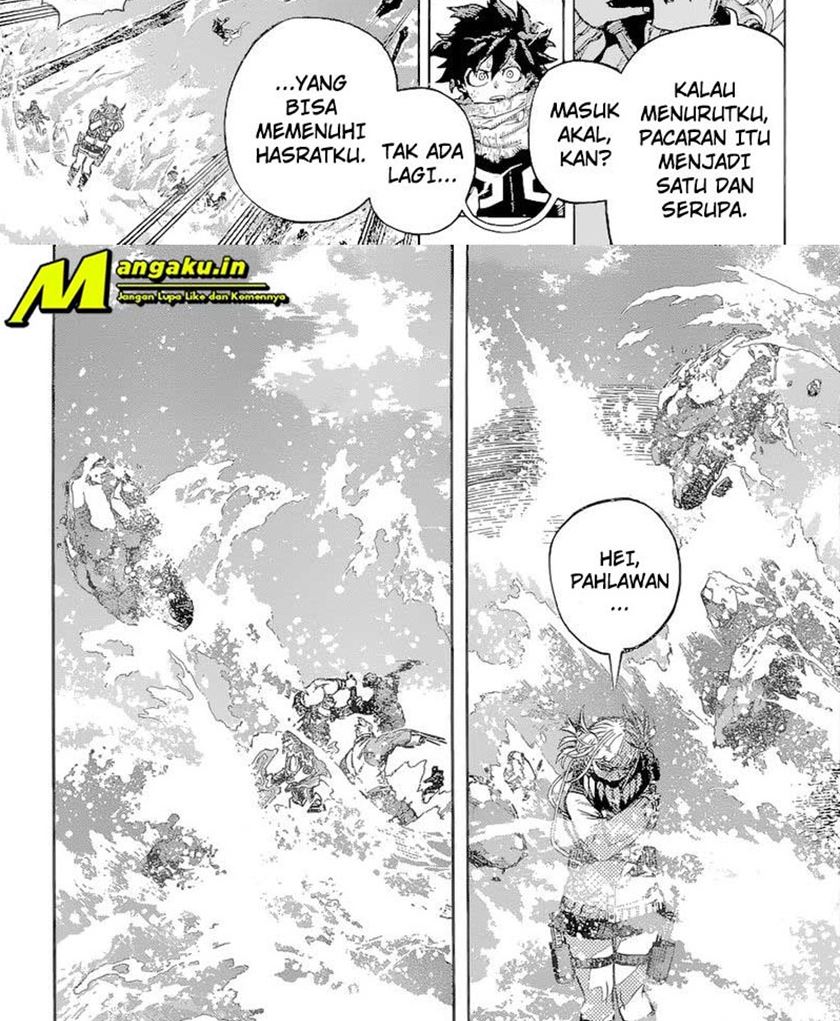 KALAU
MENURUTKU,
PACARAN ITU
MENJADI
SATU DAN
SERUPA.
MASUK
AKAL,
KAN?
TAK ADA
LAGI...
...YANG
BISA
MEMENUHI
HASRATKU.
Mangaku.in
Jangan Lupa Like dan Komennya
HEI,
PAHLAWAN
...